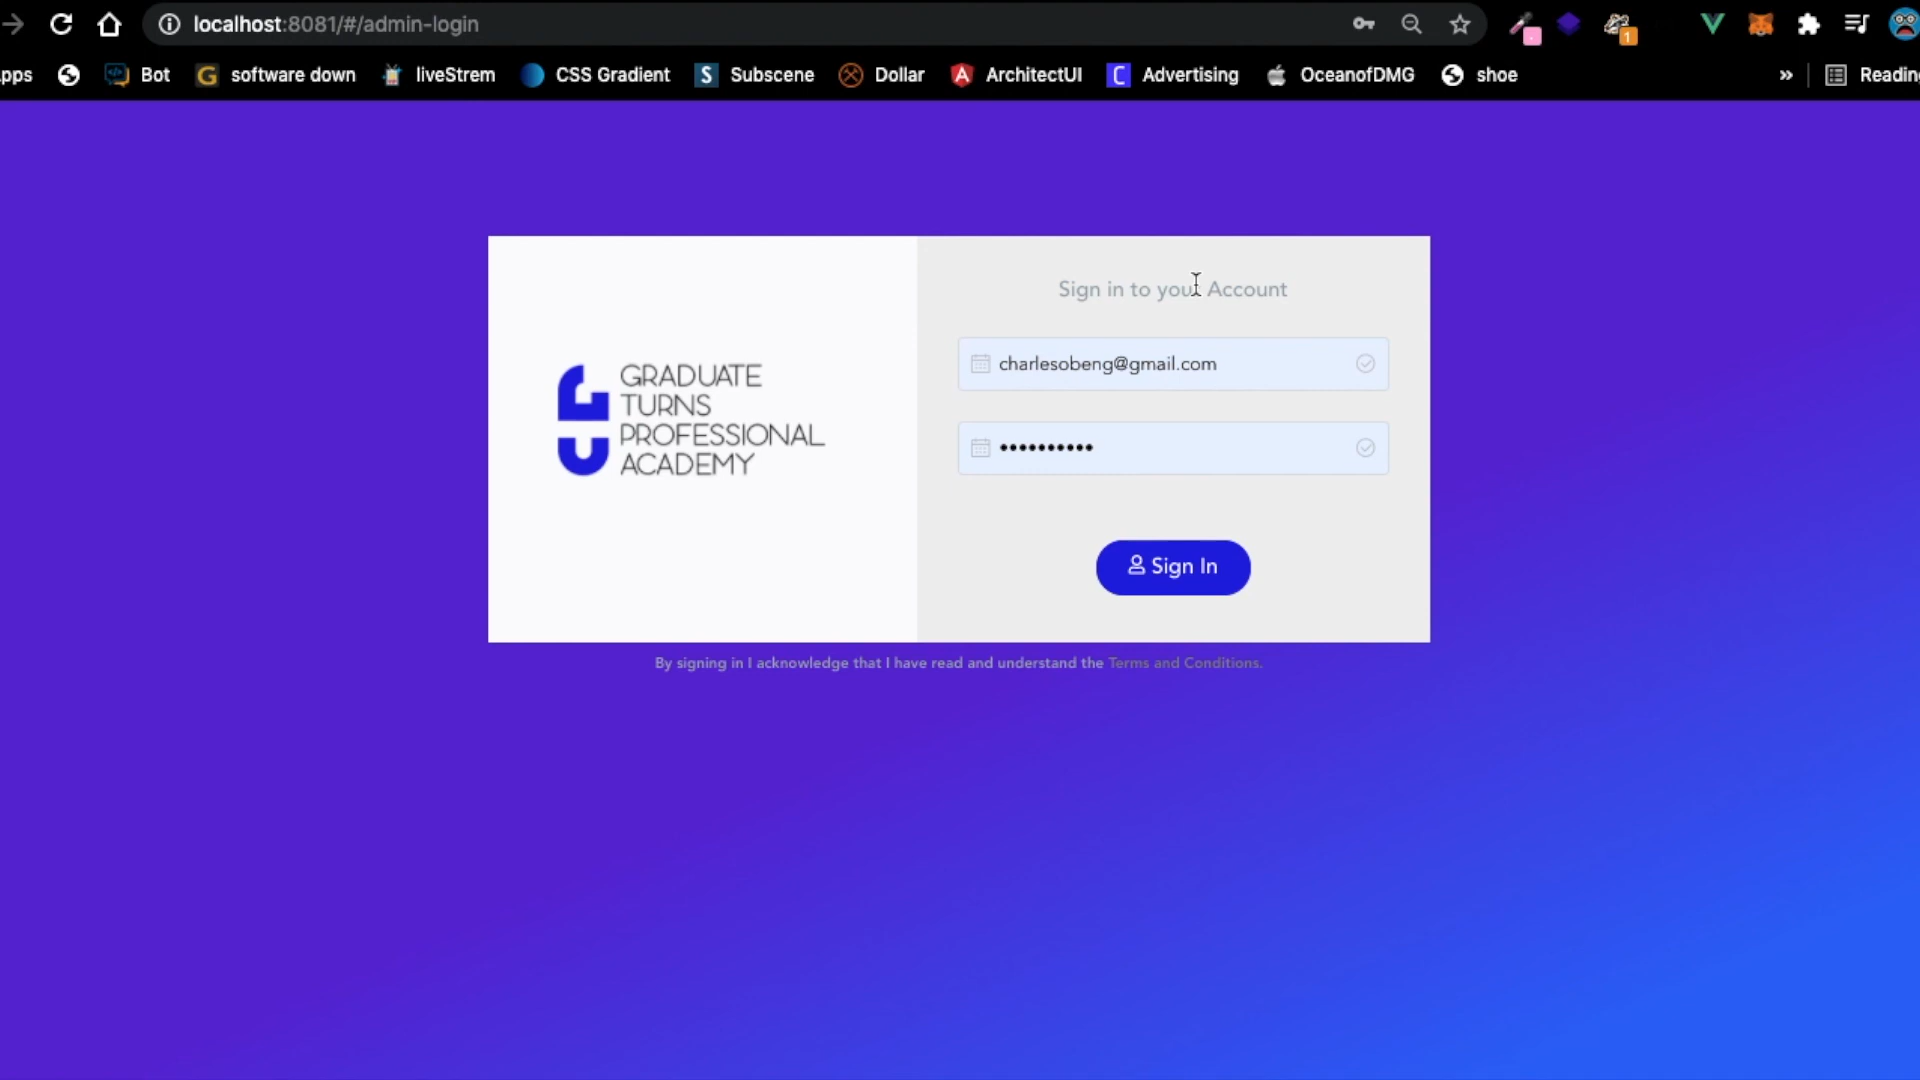 localhost:8081/#/admin-login
pps
Bot
G software down
liveStrem
CSS Gradient
S Subscene
Dollar
A ArchitectUI
C Advertising
OceanofDMG
shoe
»
Readin
1
GRADUATE
TURNS
PROFESSIONAL
ACADEMY
Sign in to your Account
charlesobeng@gmail.com
••••••••••
Sign In
By signing in I acknowledge that I have read and understand the Terms and Conditions.